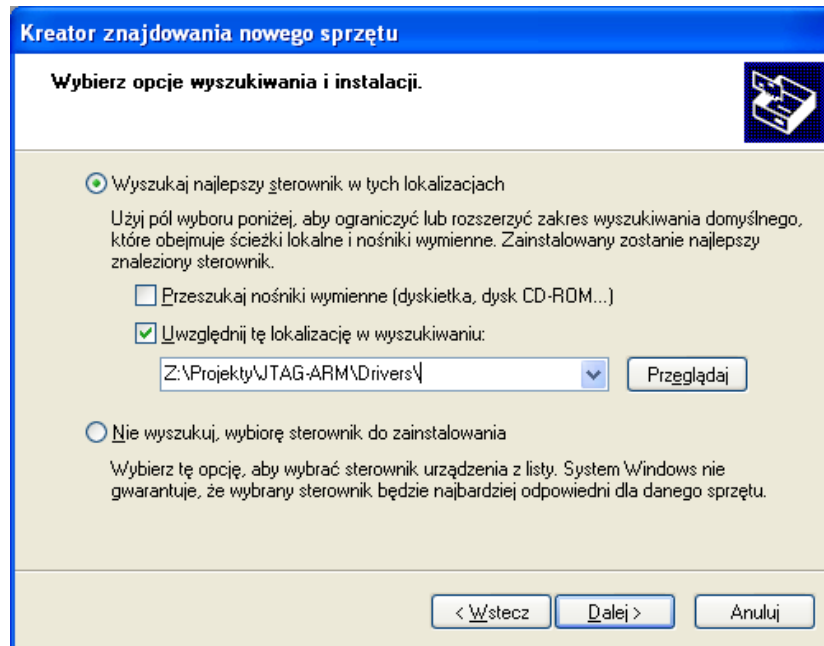 Kreator znajdowania nowego sprzętu
Wybierz opcje wyszukiwania i instalacji.
Wyszukaj najlepszy sterownik w tych lokalizacjach
Użyj pól wyboru poniżej, aby ograniczyć lub rozszerzyć zakres wyszukiwania domyślnego,
które obejmuje ścieżki lokalne i nośniki wymienne. Zainstalowany zostanie najlepszy
znaleziony sterownik.
Przeszukaj nośniki wymienne (dyskietka, dysk CD-ROM...)
Uwzględnij tę lokalizację w wyszukiwaniu:
Z:\Projekty\JTAG-ARM\Drivers\
Przeglądaj
Nie wyszukuj, wybiorę sterownik do zainstalowania
Wybierz tę opcję, aby wybrać sterownik urządzenia z listy. System Windows nie
gwarantuje, że wybrany sterownik będzie najbardziej odpowiedni dla danego sprzętu.
< Wstecz
Dalej >
Anuluj